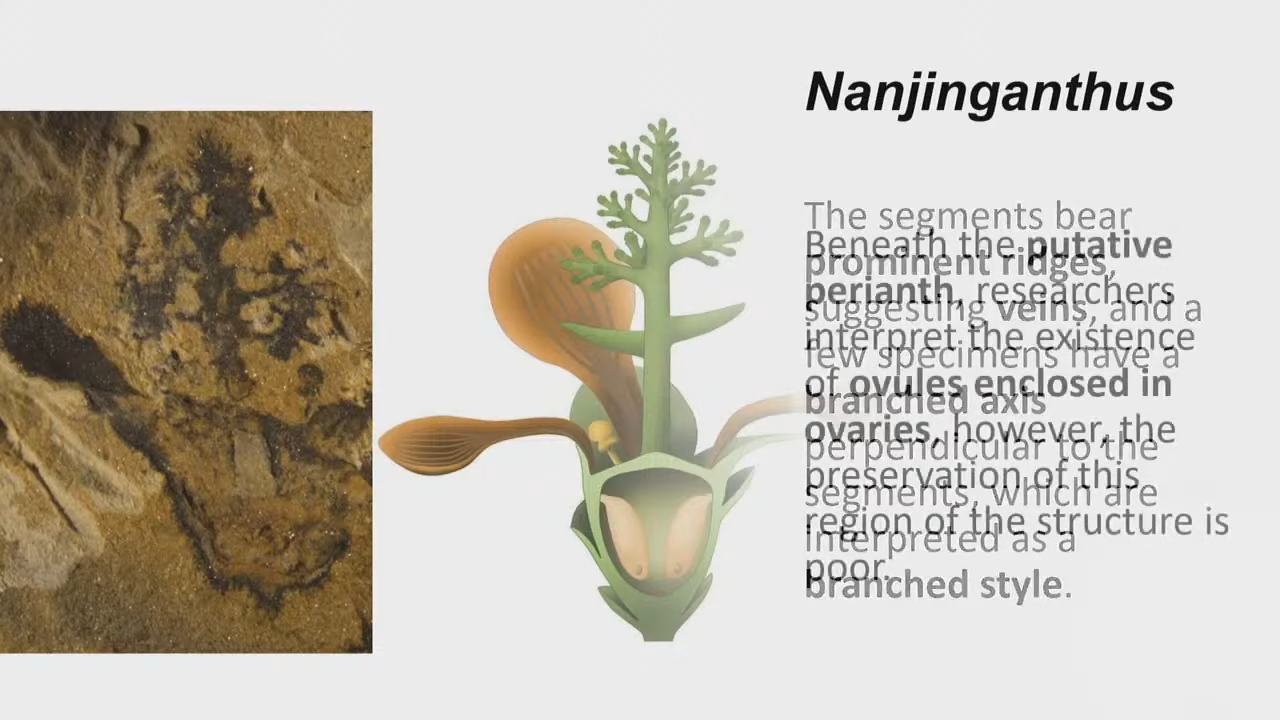 Nanjinganthus
The segments bear
prominent ridges,
suggesting veins, and a
few specimens have a
branched axis
perpendicular to the
segments, which are
interpreted as a
branched style.
Beneath the putative
perianth, researchers
interpret the existence
of ovules enclosed in
ovaries, however, the
preservation of this
region of the structure is
poor.